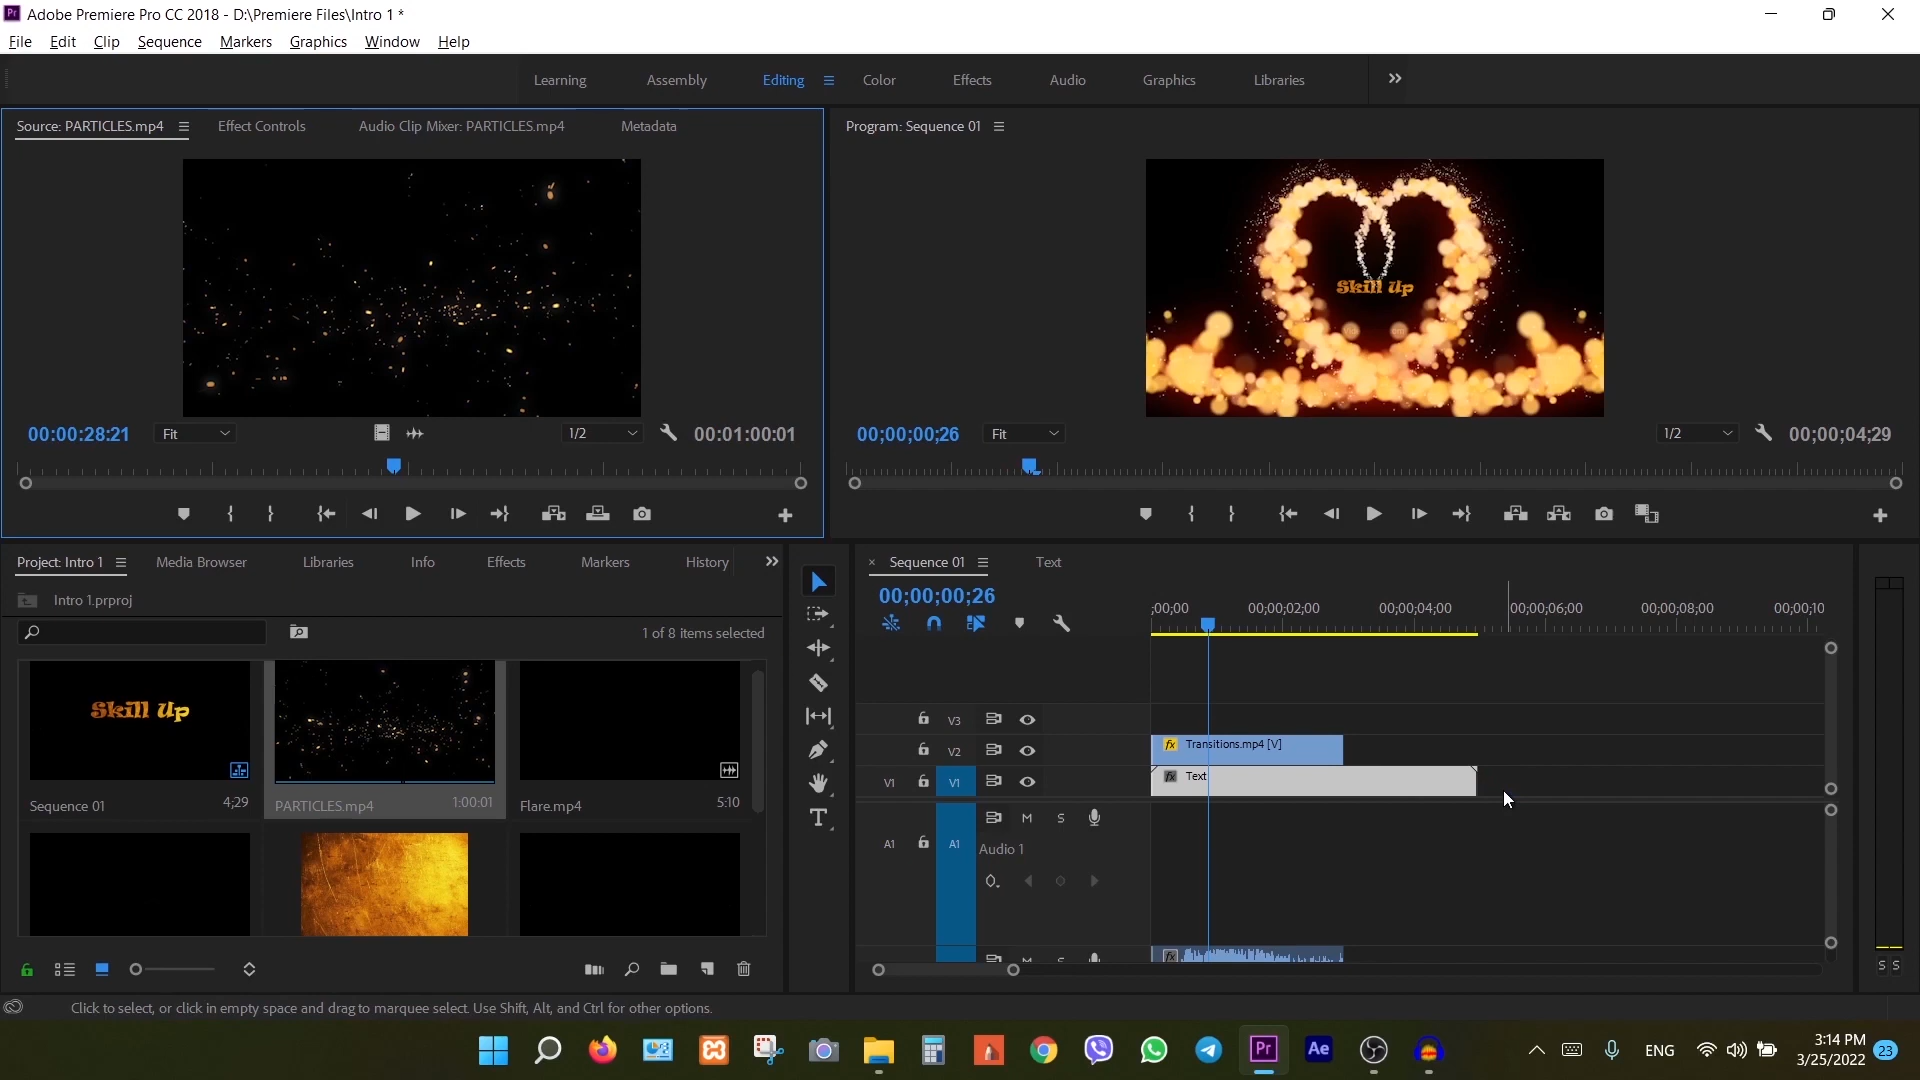 Pr Adobe Premiere Pro CC 2018 - D:\Premiere Files\Intro 1 *
File Edit Clip Sequence Markers Graphics Window Help
Learning Assembly Editing Color Effects Audio Graphics Libraries
Source: PARTICLES.mp4 Effect Controls Audio Clip Mixer: PARTICLES.mp4 Metadata
Program: Sequence 01
Skill Up
00:00:28:21 Fit 1/2 00:01:00:01
00;00;00;26 Fit 1/2 00;00;04;29
Project: Intro 1 Media Browser Libraries Info Effects Markers History
Intro 1.prproj
1 of 8 items selected
Skill Up
Sequence 01 4;29
PARTICLES.mp4 1:00:01
Flare.mp4 5:10
Click to select, or click in empty space and drag to marquee select. Use Shift, Alt, and Ctrl for other options.
T
× Sequence 01 Text
00;00;00;26
;00;00 00;00;02;00 00;00;04;00 00;00;06;00 00;00;08;00 00;00;10
V3
V2 fx Transitions.mp4 [V]
V1 V1 fx Text
M S
A1 A1 Audio 1
fx
S S
Pr Ae ENG 3:14 PM
3/25/2022 23